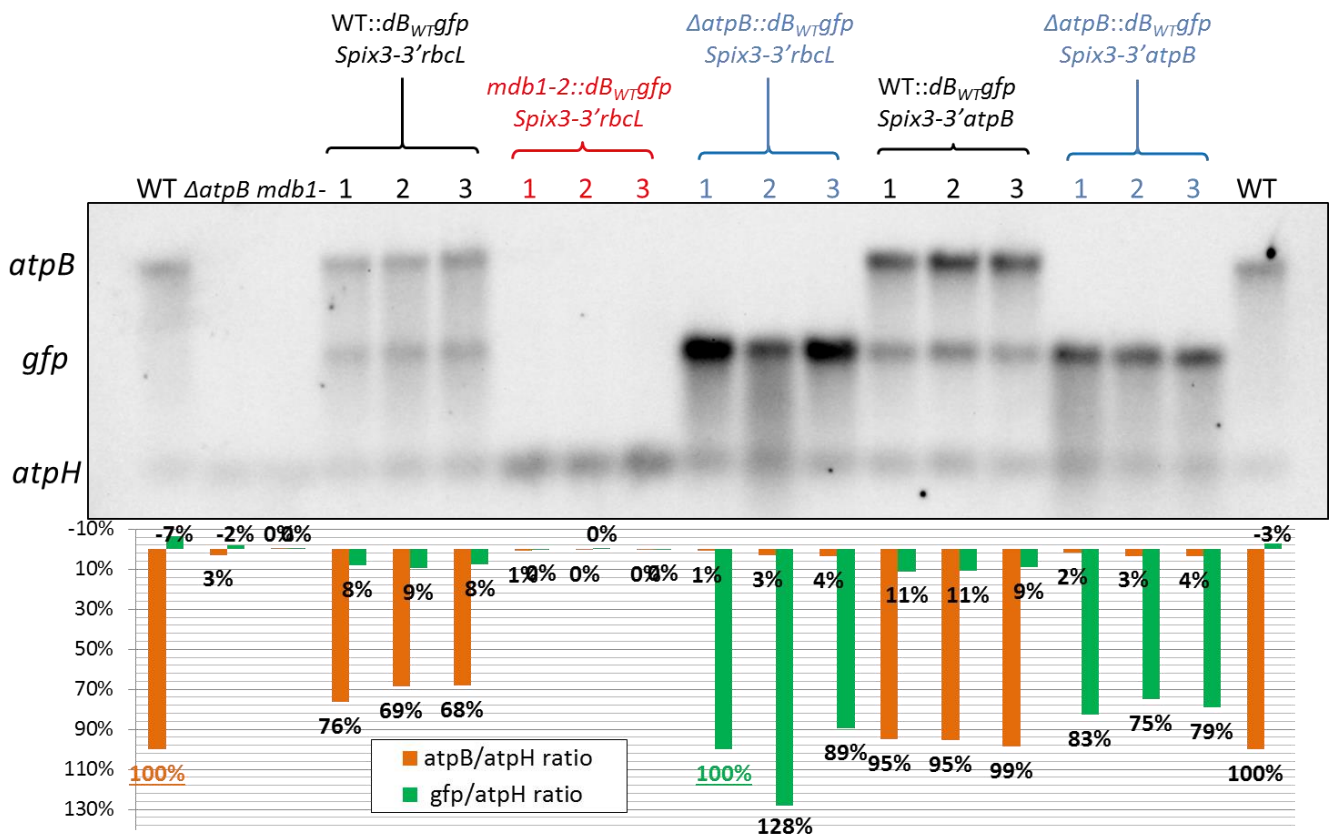 WT::dBWTgfp
Spix3-3'rbcL
ΔatpB::dBWTgfp
Spix3-3'rbcL
ΔatpB::dBWTgfp
Spix3-3'atpB
mdb1-2::dBWTgfp
Spix3-3'rbcL
WT::dBWTgfp
Spix3-3'atpB
WT ΔatpB mdb1- 1 2 3 1 2 3 1 2 3 1 2 3 1 2 3 WT
atpB
gfp
atpH
-10%
10%
30%
50%
70%
90%
110%
130%
-7% -2% 0% 0% 0% -3%
3% 8% 9% 8% 1% 0% 0% 0% 0% 1% 3% 4% 11% 11% 9% 2% 3% 4%
76% 69% 68% 89% 95% 95% 99% 83% 75% 79%
100% 100% 128% 100%
atpB/atpH ratio
gfp/atpH ratio